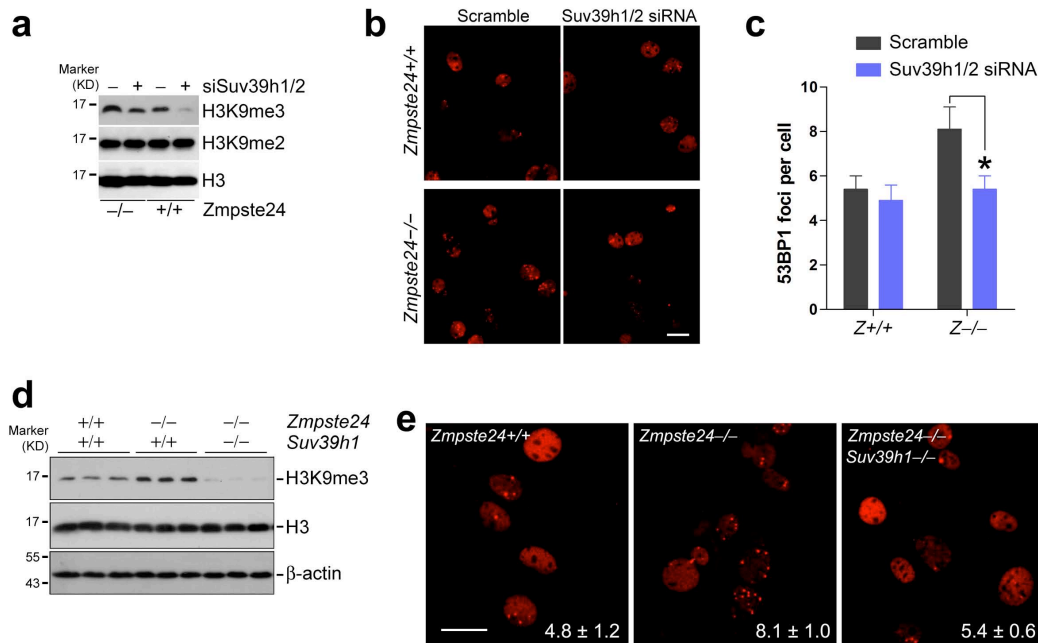 a
Marker
(KD)
– + – + siSuv39h1/2
17 H3K9me3
17 H3K9me2
17 H3
–/– +/+ Zmpste24
b
Scramble Suv39h1/2 siRNA
Zmpste24+/+
Zmpste24–/–
c
Scramble
Suv39h1/2 siRNA
53BP1 foci per cell
10
8
6
4
2
0
*
Z+/+ Z–/–
d
+/+ –/– –/– Zmpste24
Marker
(KD)
+/+ +/+ –/– Suv39h1
17 H3K9me3
17 H3
55
43
β-actin
e
Zmpste24+/+
4.8 ± 1.2
Zmpste24–/–
8.1 ± 1.0
Zmpste24–/–
Suv39h1–/–
5.4 ± 0.6